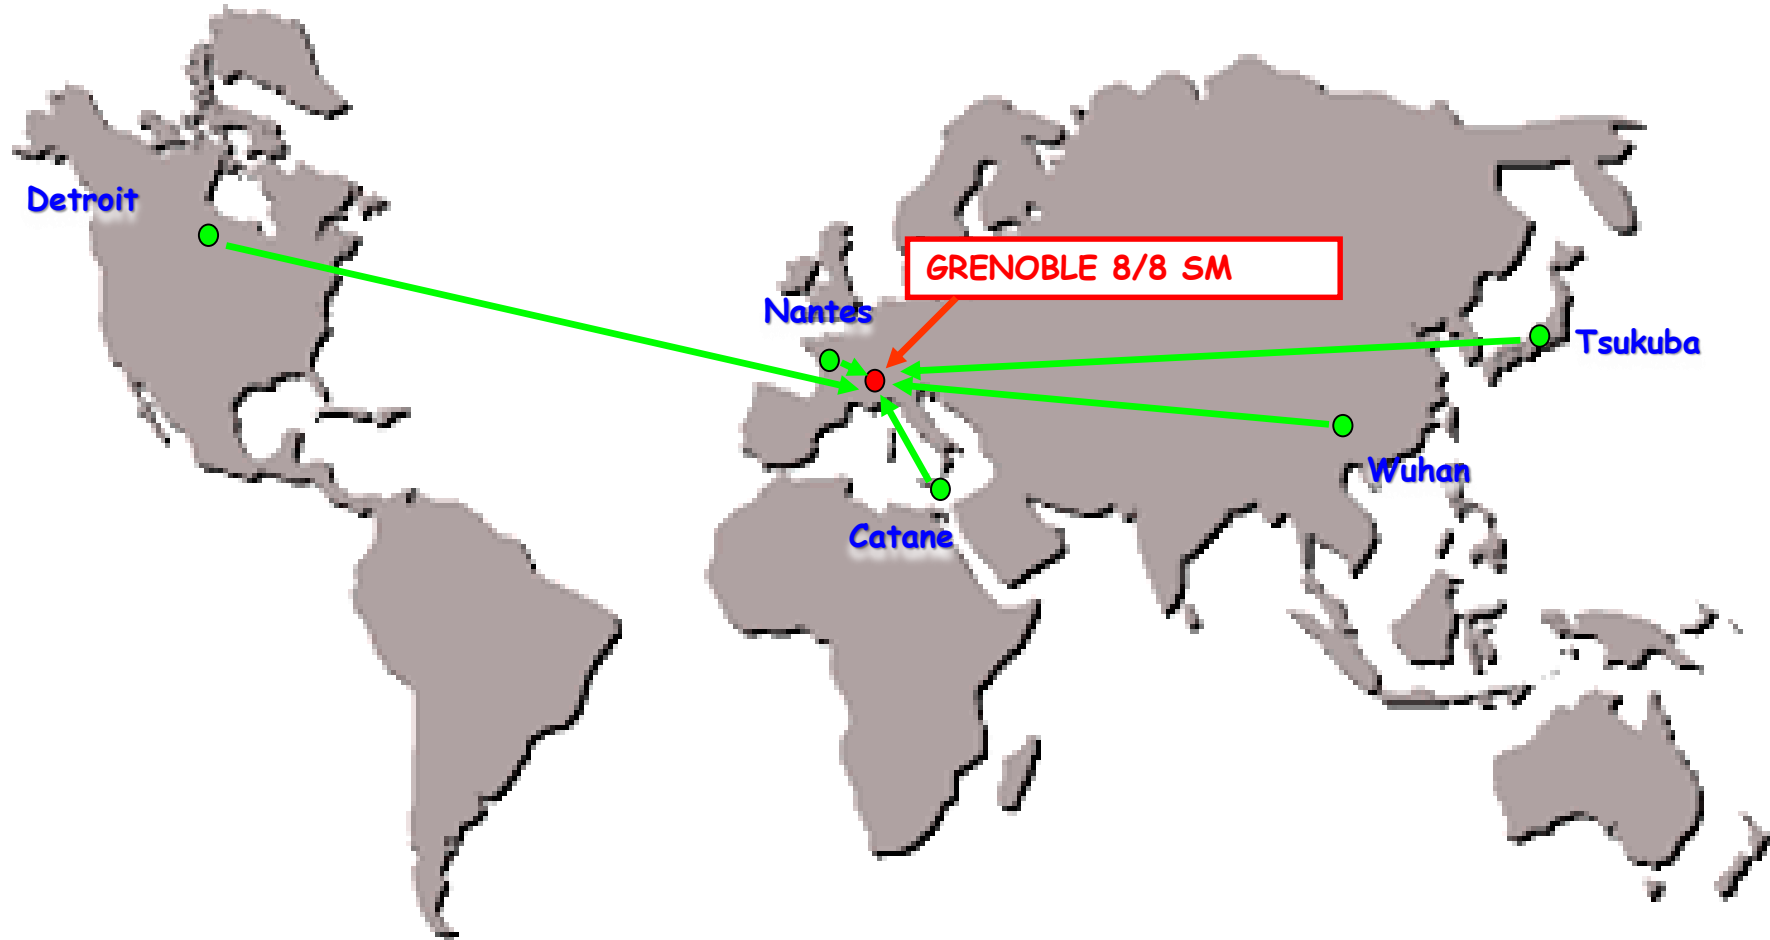 Detroit
GRENOBLE 8/8 SM
Nantes
Tsukuba
Wuhan
Catane